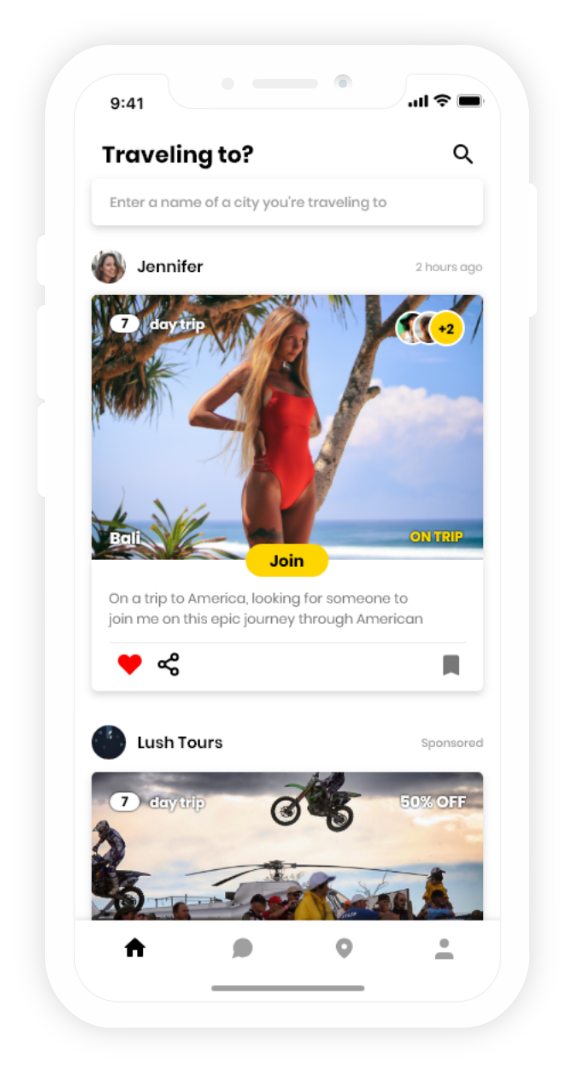 9:41
Traveling to?
Enter a name of a city you're traveling to
Jennifer
2 hours ago
7 day trip
+2
Bali
ON TRIP
Join
On a trip to America, looking for someone to
join me on this epic journey through American
Lush Tours
Sponsored
7 day trip
50% OFF